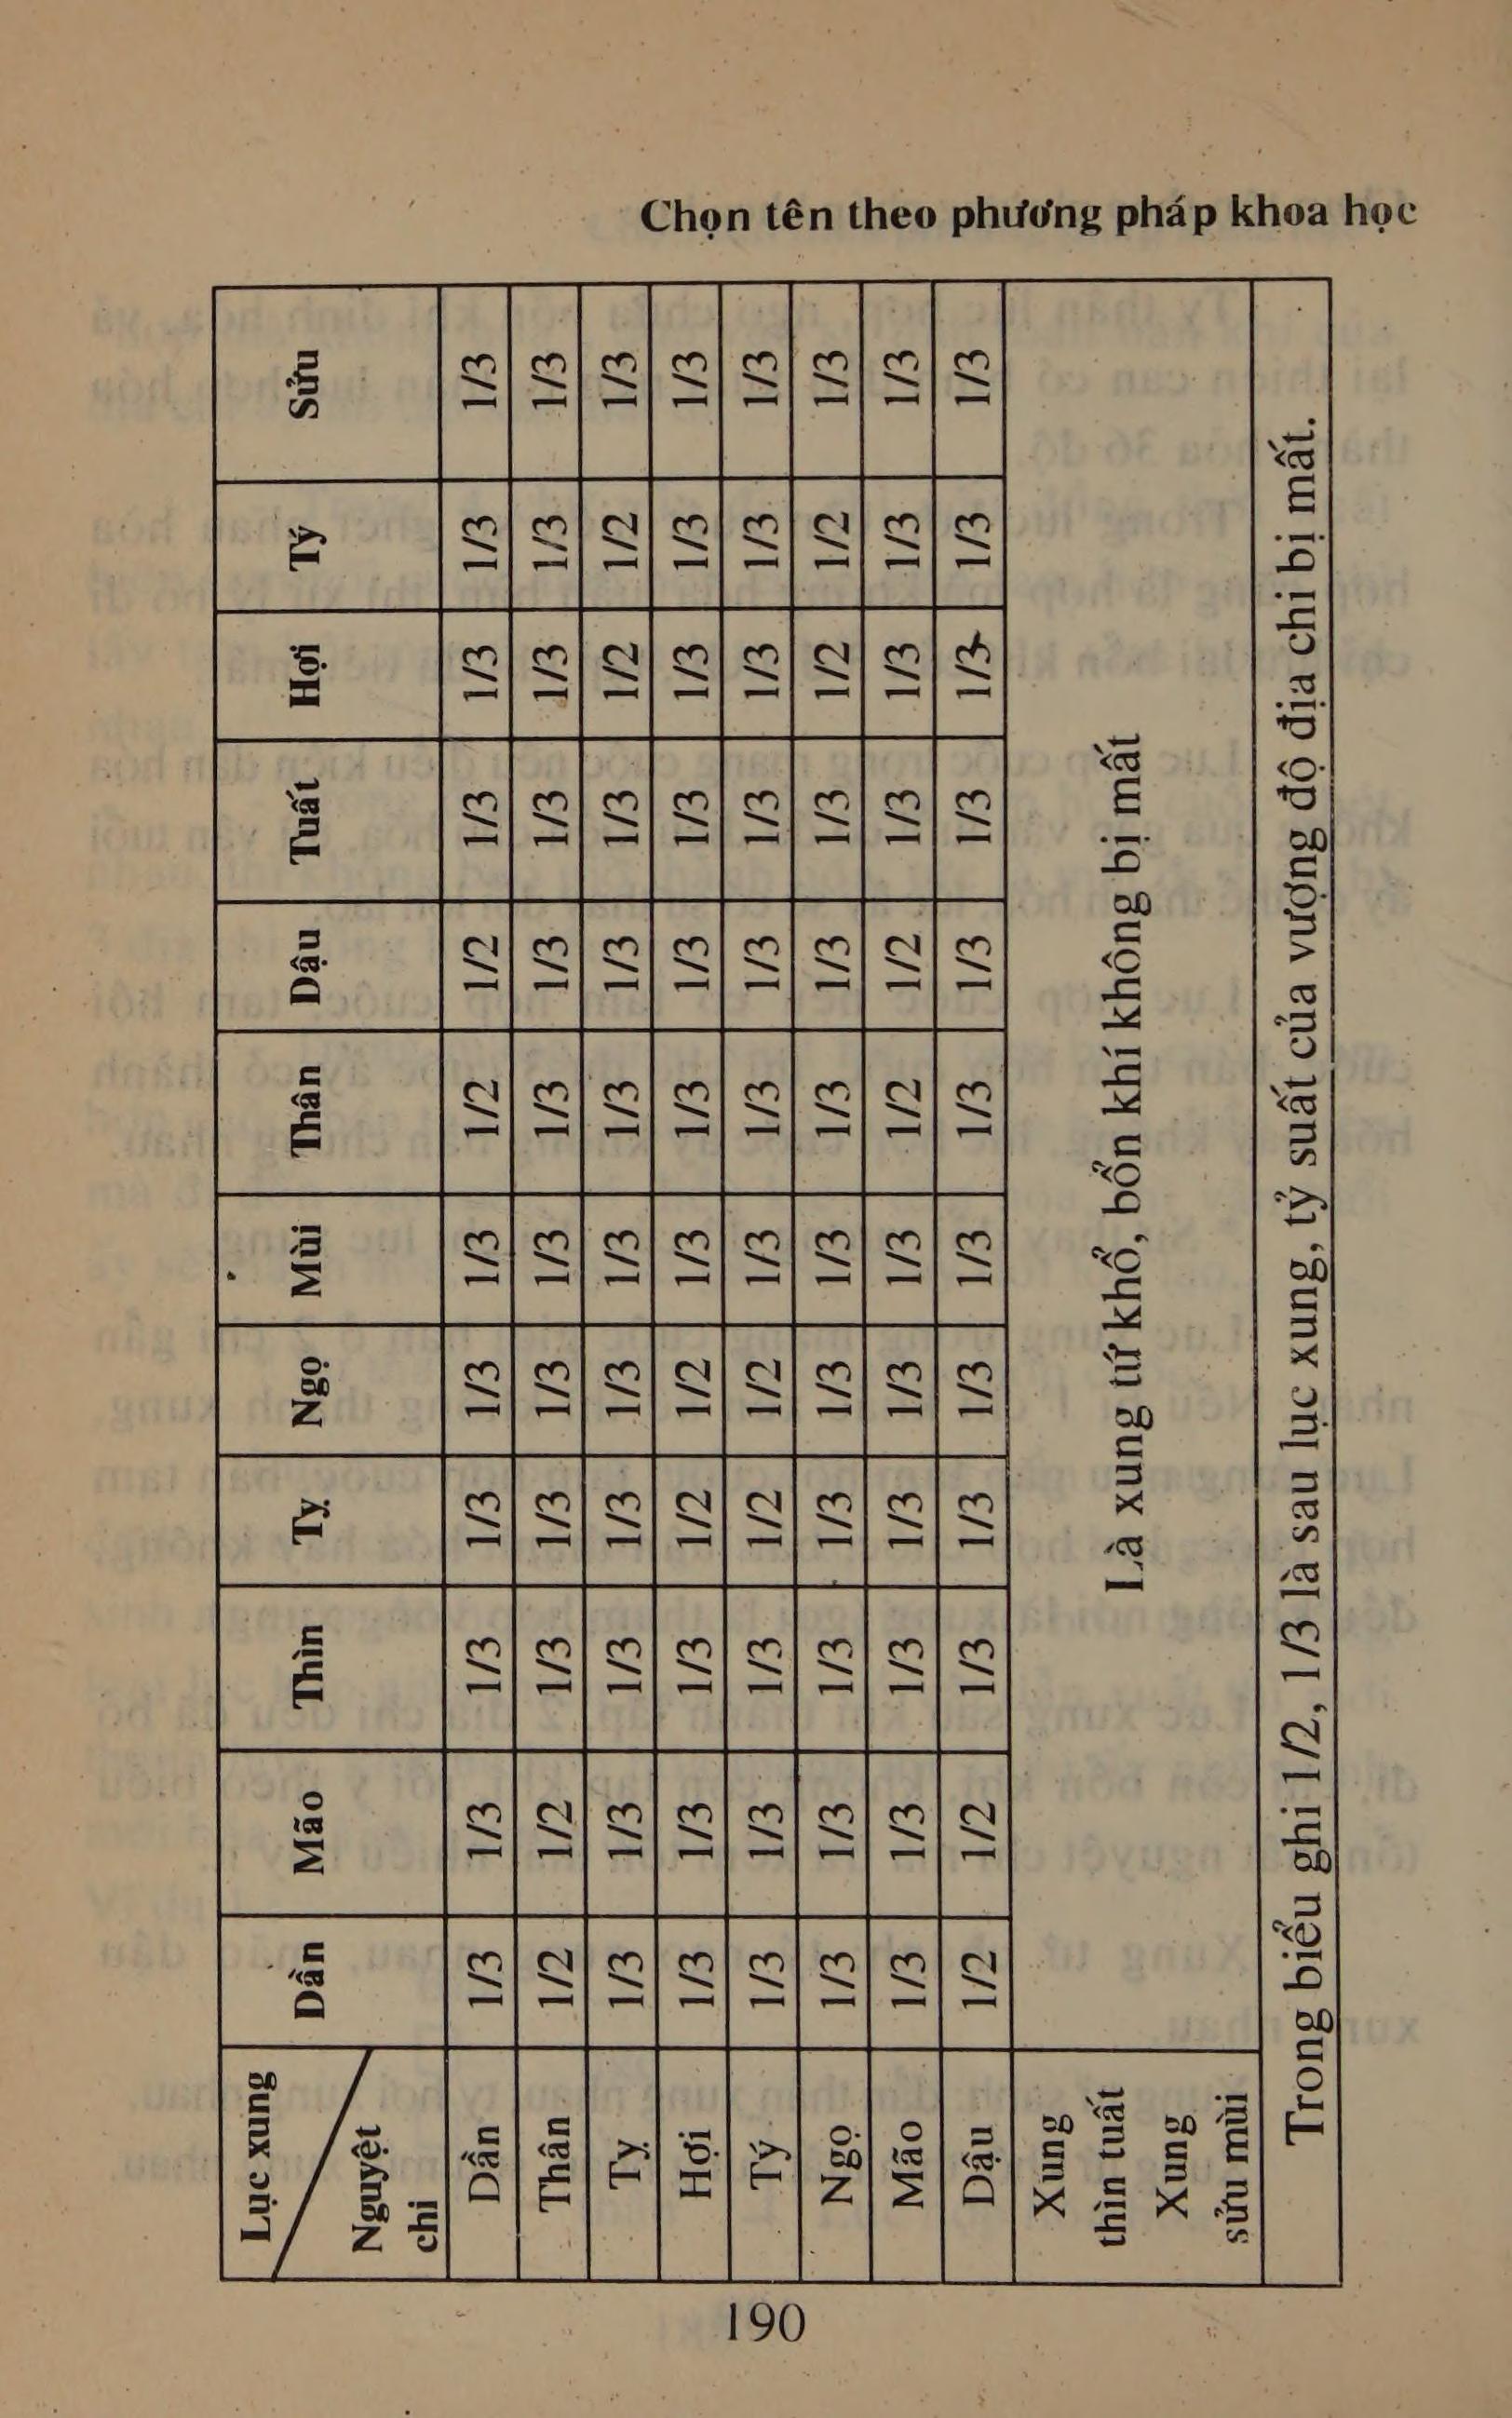 Chọn tên theo phương pháp khoa học
Lục xung Dần Mão Thìn Tỵ Ngọ Mùi Thân Dậu Tuất Hợi Tý Sửu
Nguyệt
chi
Dần 1/3 1/3 1/3 1/3 1/3 1/3 1/2 1/2 1/3 1/3 1/3 1/3
Thân 1/2 1/2 1/3 1/3 1/3 1/3 1/3 1/3 1/3 1/3 1/3 1/3
Tỵ 1/3 1/3 1/3 1/3 1/3 1/3 1/3 1/3 1/3 1/2 1/2 1/3
Hợi 1/3 1/3 1/3 1/2 1/2 1/3 1/3 1/3 1/3 1/3 1/3 1/3
Tý 1/3 1/3 1/3 1/2 1/2 1/3 1/3 1/3 1/3 1/3 1/3 1/3
Ngọ 1/3 1/3 1/3 1/3 1/3 1/3 1/3 1/3 1/3 1/2 1/2 1/3
Mão 1/3 1/3 1/3 1/3 1/3 1/3 1/2 1/2 1/3 1/3 1/3 1/3
Dậu 1/2 1/2 1/3 1/3 1/3 1/3 1/3 1/3 1/3 1/3 1/3 1/3
Xung
thìn tuất
Xung
sửu mùi
Là xung tứ khố, bổn khí không bị mất
Trong biểu ghi 1/2, 1/3 là sau lục xung, tỷ suất của vượng độ địa chi bị mất.
190